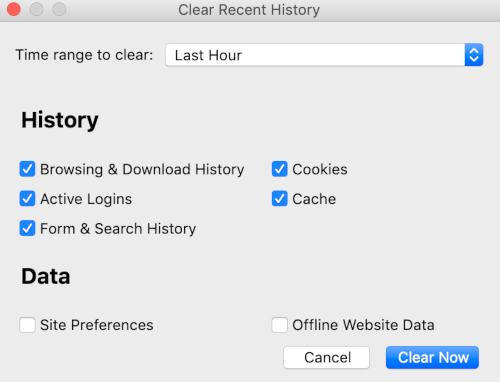 Clear Recent History
Time range to clear: Last Hour
History
Browsing & Download History Cookies
Active Logins Cache
Form & Search History
Data
Site Preferences Offline Website Data
Cancel Clear Now